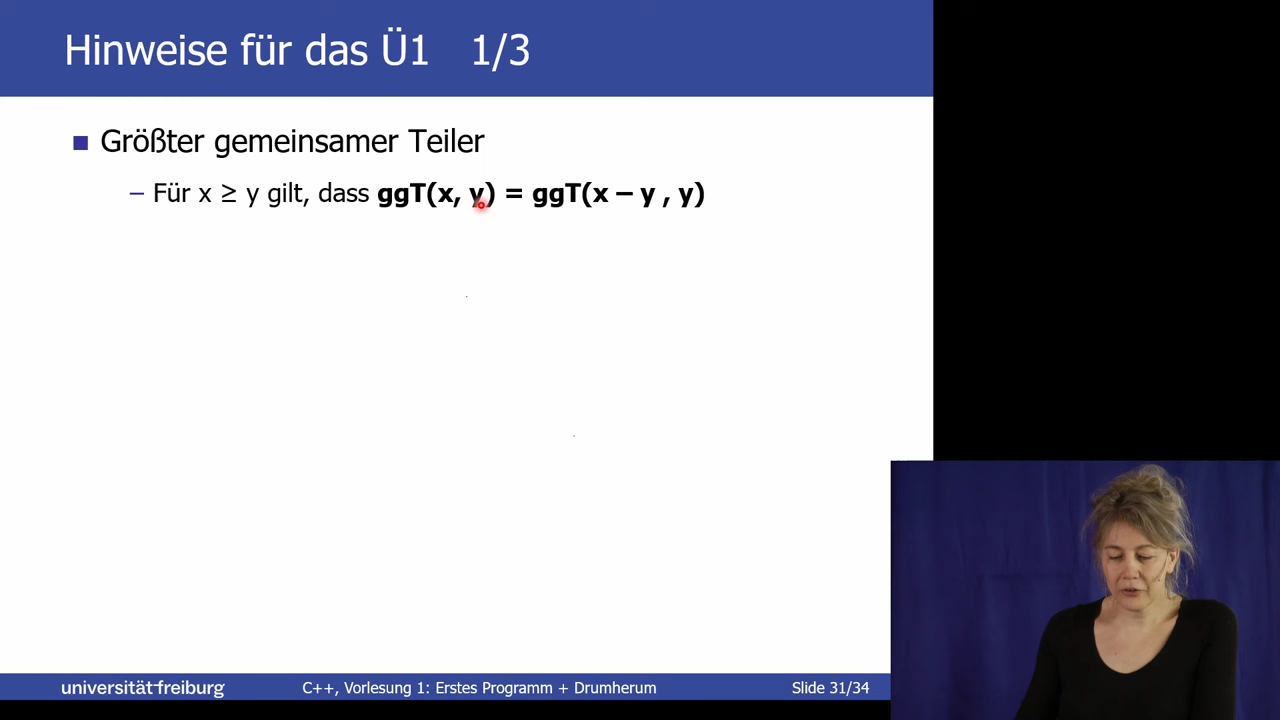 Hinweise für das Ü1 1/3
Größter gemeinsamer Teiler
– Für x ≥ y gilt, dass ggT(x, y) = ggT(x – y , y)
universität freiburg
C++, Vorlesung 1: Erstes Programm + Drumherum
Slide 31/34